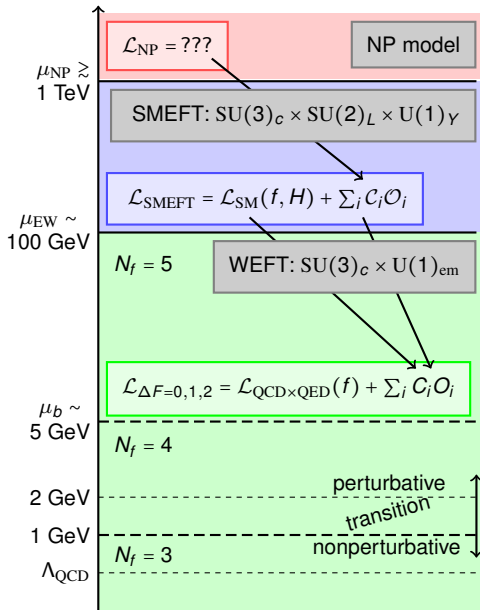 ℒ_NP = ???
NP model
μ_NP ≳
1 TeV
SMEFT: SU(3)_c × SU(2)_L × U(1)_Y
ℒ_SMEFT = ℒ_SM(f, H) + ∑_i 𝒞_i𝒪_i
μ_EW ~
100 GeV
N_f = 5
WEFT: SU(3)_c × U(1)_em
ℒ_ΔF=0,1,2 = ℒ_QCD×QED(f) + ∑_i C_iO_i
μ_b ~
5 GeV
N_f = 4
perturbative
2 GeV
transition
1 GeV
nonperturbative
N_f = 3
Λ_QCD